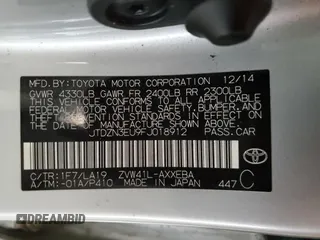 MFD.BY:TOYOTA MOTOR CORPORATION 12/14
GVWR 4330LB GAWR FR 2400LB RR 2300LB
THIS VEHICLE CONFORMS TO ALL APPLICABLE
FEDERAL MOTOR VEHICLE SAFETY, BUMPER, AND
THEFT PREVENTION STANDARDS IN EFFECT ON
THE DATE OF MANUFACTURE SHOWN ABOVE.
JTDZN3EU9FJ018912 PASS.CAR
C/TR:1F7/LA19 ZVW41L-AXXEBA
A/TM:-01A/P410 MADE IN JAPAN 447 C
TOYOTA
DREAMBID